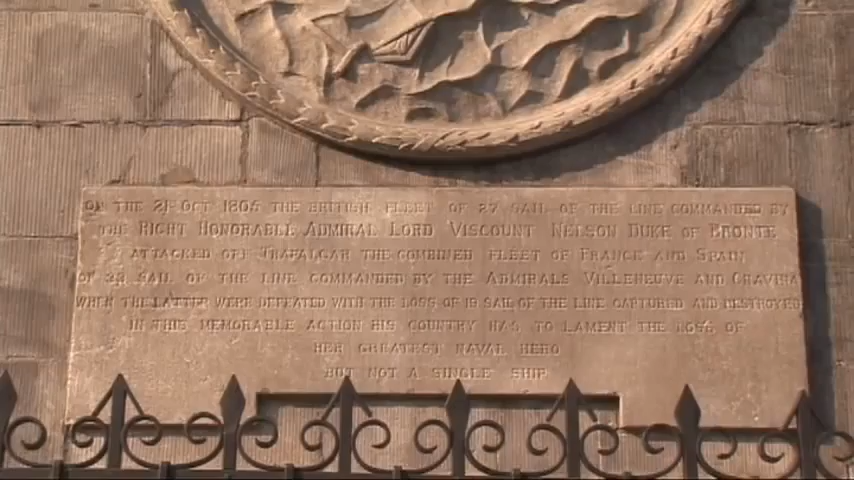 ON THE 21 OCT 1805 THE BRITISH FLEET OF 27 SAIL OF THE LINE COMMANDED BY
THE RIGHT HONORABLE ADMIRAL LORD VISCOUNT NELSON DUKE OF BRONTE
ATTACKED OFF TRAFALGAR THE COMBINED FLEET OF FRANCE AND SPAIN
OF 33 SAIL OF THE LINE COMMANDED BY THE ADMIRALS VILLENEUVE AND GRAVINA
WHEN THE LATTER WERE DEFEATED WITH THE LOSS OF 19 SAIL OF THE LINE CAPTURED AND DESTROYED
IN THIS MEMORABLE ACTION HIS COUNTRY HAS TO LAMENT THE LOSS OF
HER GREATEST NAVAL HERO
BUT NOT A SINGLE SHIP